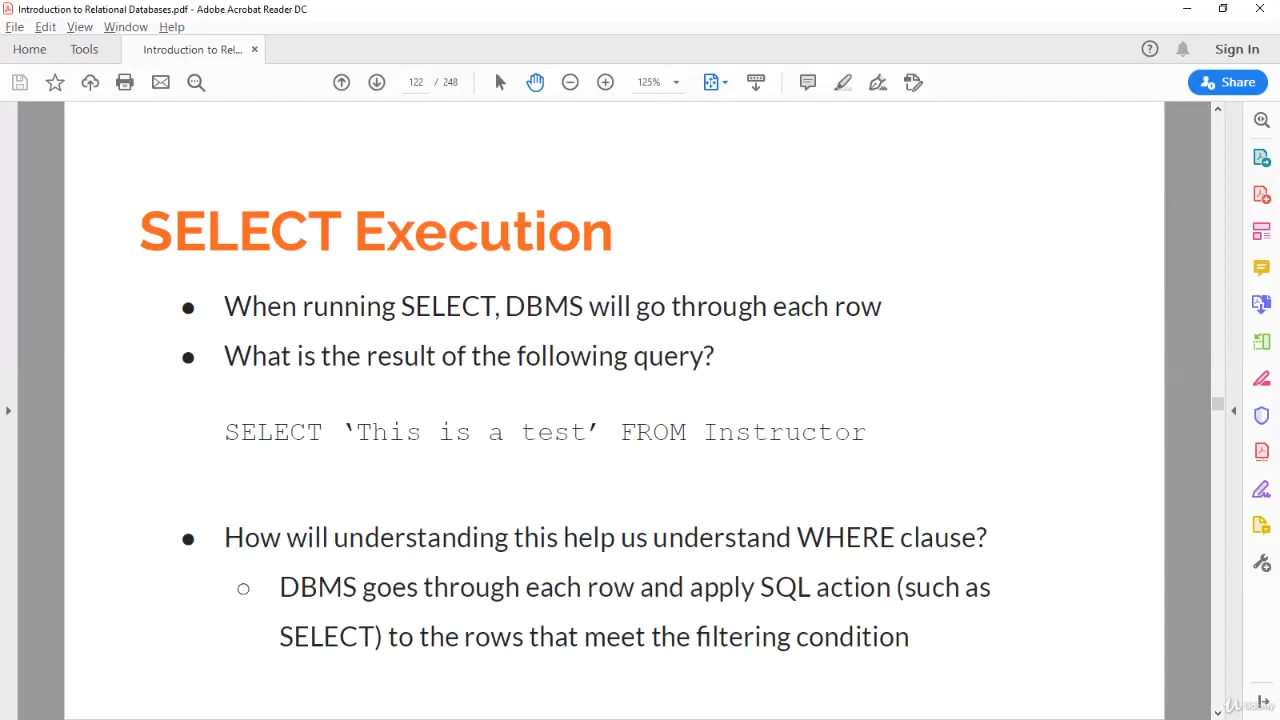 Introduction to Relational Databases.pdf - Adobe Acrobat Reader DC
File Edit View Window Help
Home Tools Introduction to Rel... × Sign In
122 / 248 125% Share
SELECT Execution
● When running SELECT, DBMS will go through each row
● What is the result of the following query?
SELECT ‘This is a test’ FROM Instructor
● How will understanding this help us understand WHERE clause?
○ DBMS goes through each row and apply SQL action (such as
SELECT) to the rows that meet the filtering condition
Udemy